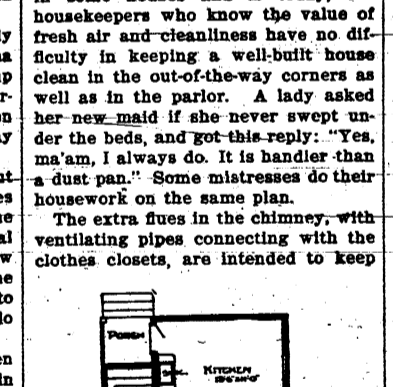 housekeepers who know the value of
fresh air and cleanliness have no dif-
ficulty in keeping a well-built house
clean in the out-of-the-way corners as
well as in the parlor. A lady asked
her new maid if she never swept un-
der the beds, and got this reply: "Yes,
ma'am, I always do. It is handier than
a dust pan." Some mistresses do their
housework on the same plan.
The extra flues in the chimney, with
ventilating pipes connecting with the
clothes closets, are intended to keep
PORCH
KITCHEN